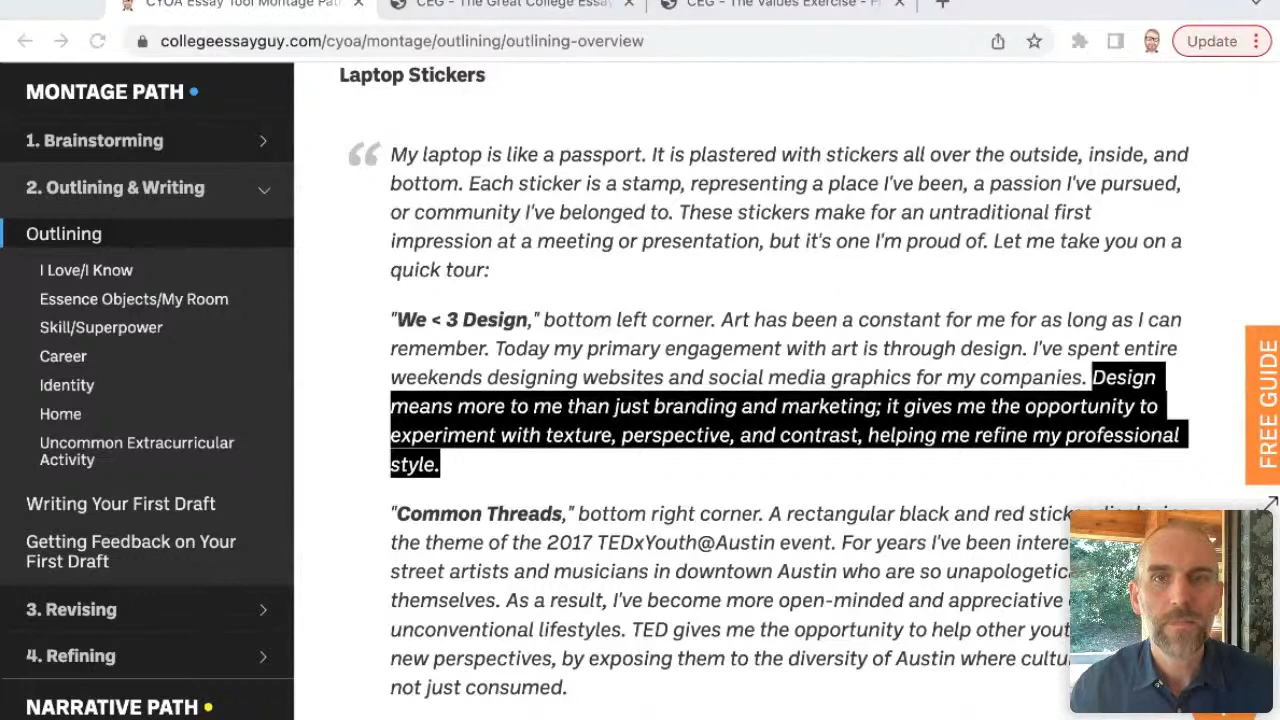 CYOA Essay Tool Montage Pat
CEG - The Great College Essay
CEG - The Values Exercise - F
collegeessayguy.com/cyoa/montage/outlining/outlining-overview
Update
MONTAGE PATH
1. Brainstorming
2. Outlining & Writing
Outlining
I Love/I Know
Essence Objects/My Room
Skill/Superpower
Career
Identity
Home
Uncommon Extracurricular
Activity
Writing Your First Draft
Getting Feedback on Your
First Draft
3. Revising
4. Refining
NARRATIVE PATH
Laptop Stickers
My laptop is like a passport. It is plastered with stickers all over the outside, inside, and
bottom. Each sticker is a stamp, representing a place I've been, a passion I've pursued,
or community I've belonged to. These stickers make for an untraditional first
impression at a meeting or presentation, but it's one I'm proud of. Let me take you on a
quick tour:
"We < 3 Design," bottom left corner. Art has been a constant for me for as long as I can
remember. Today my primary engagement with art is through design. I've spent entire
weekends designing websites and social media graphics for my companies. Design
means more to me than just branding and marketing; it gives me the opportunity to
experiment with texture, perspective, and contrast, helping me refine my professional
style.
"Common Threads," bottom right corner. A rectangular black and red
the theme of the 2017 TEDxYouth@Austin event. For years I've been
street artists and musicians in downtown Austin who are so
themselves. As a result, I've become more open-minded and appreciative
unconventional lifestyles. TED gives me the opportunity to help other
new perspectives, by exposing them to the diversity of Austin where
not just consumed.
FREE GUIDE